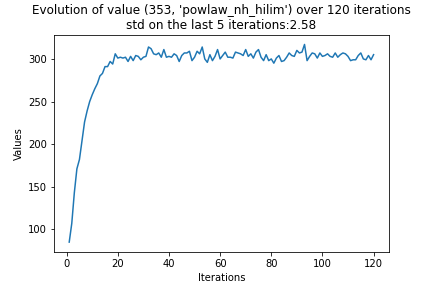 Evolution of value (353, 'powlaw_nh_hilim') over 120 iterations
std on the last 5 iterations:2.58
300
250
200
150
100
Values
0 20 40 60 80 100 120
Iterations